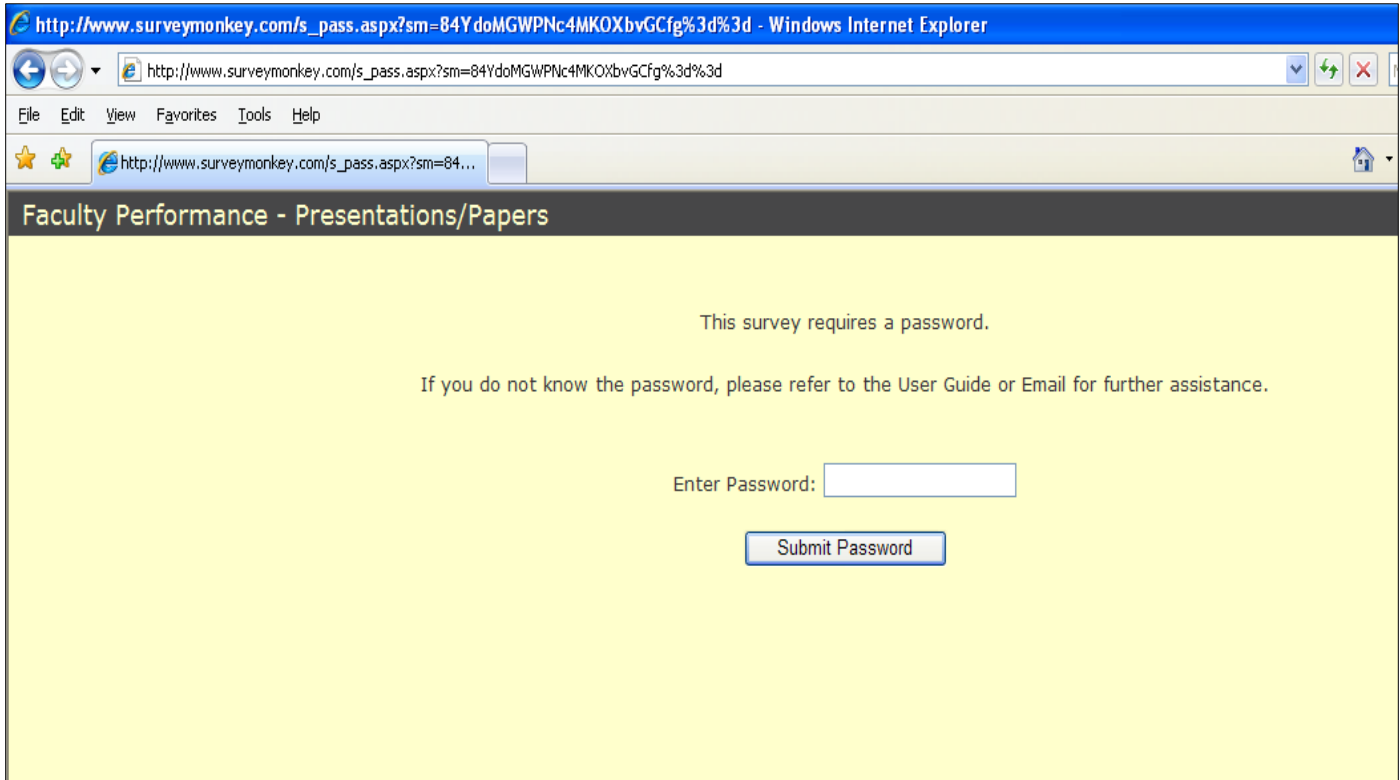 http://www.surveymonkey.com/s_pass.aspx?sm=84YdoMGWPNc4MKOXbvGCfg%3d%3d - Windows Internet Explorer
http://www.surveymonkey.com/s_pass.aspx?sm=84YdoMGWPNc4MKOXbvGCfg%3d%3d
File Edit View Favorites Tools Help
http://www.surveymonkey.com/s_pass.aspx?sm=84...
Faculty Performance - Presentations/Papers
This survey requires a password.
If you do not know the password, please refer to the User Guide or Email for further assistance.
Enter Password:
Submit Password